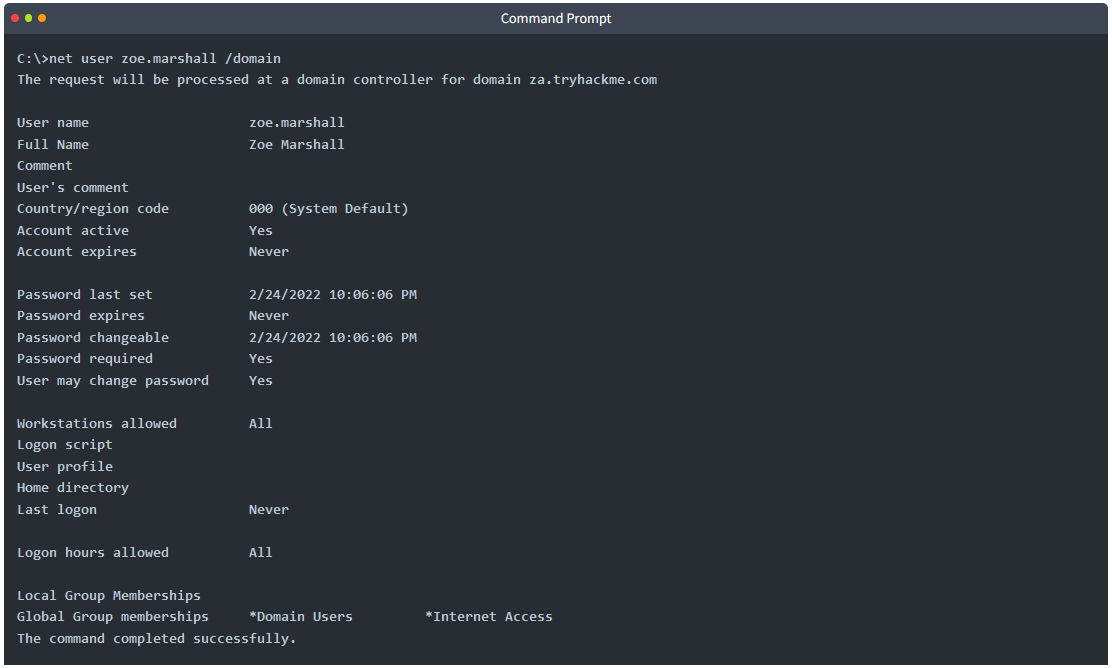 Command Prompt
C:\>net user zoe.marshall /domain
The request will be processed at a domain controller for domain za.tryhackme.com
User name zoe.marshall
Full Name Zoe Marshall
Comment
User's comment
Country/region code 000 (System Default)
Account active Yes
Account expires Never
Password last set 2/24/2022 10:06:06 PM
Password expires Never
Password changeable 2/24/2022 10:06:06 PM
Password required Yes
User may change password Yes
Workstations allowed All
Logon script
User profile
Home directory
Last logon Never
Logon hours allowed All
Local Group Memberships
Global Group memberships *Domain Users *Internet Access
The command completed successfully.